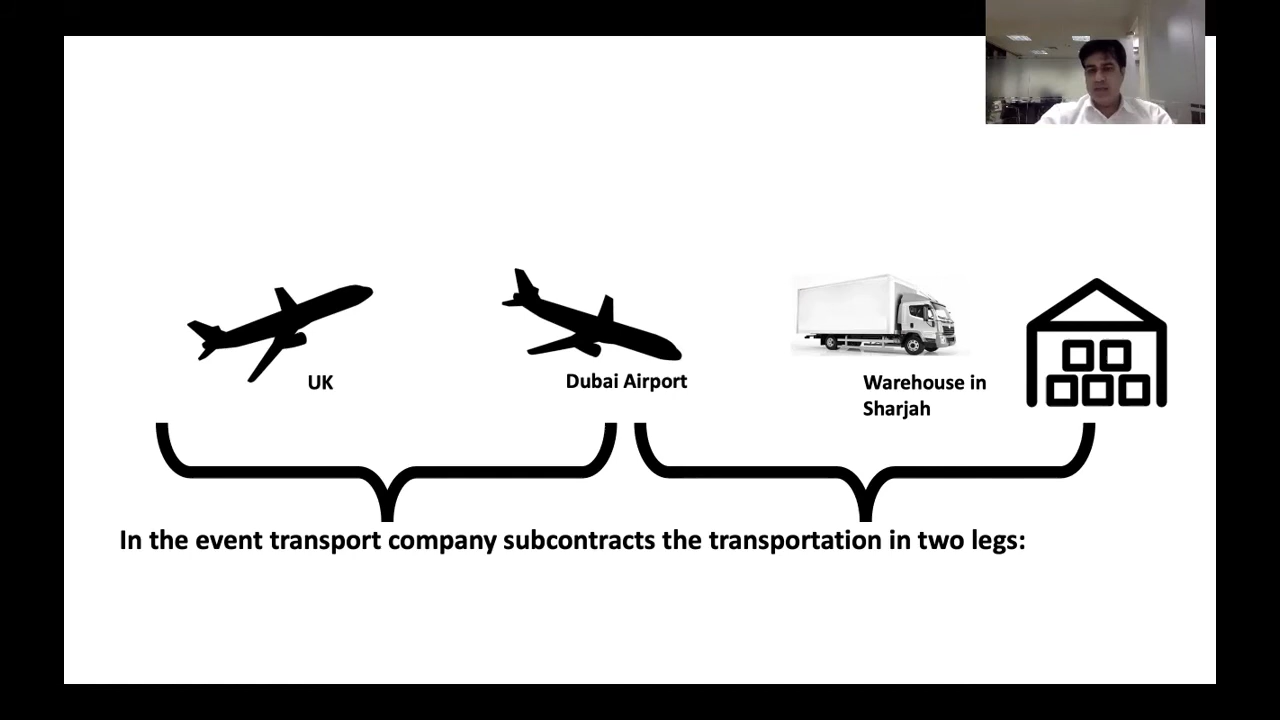 UK
Dubai Airport
Warehouse in
Sharjah
In the event transport company subcontracts the transportation in two legs: